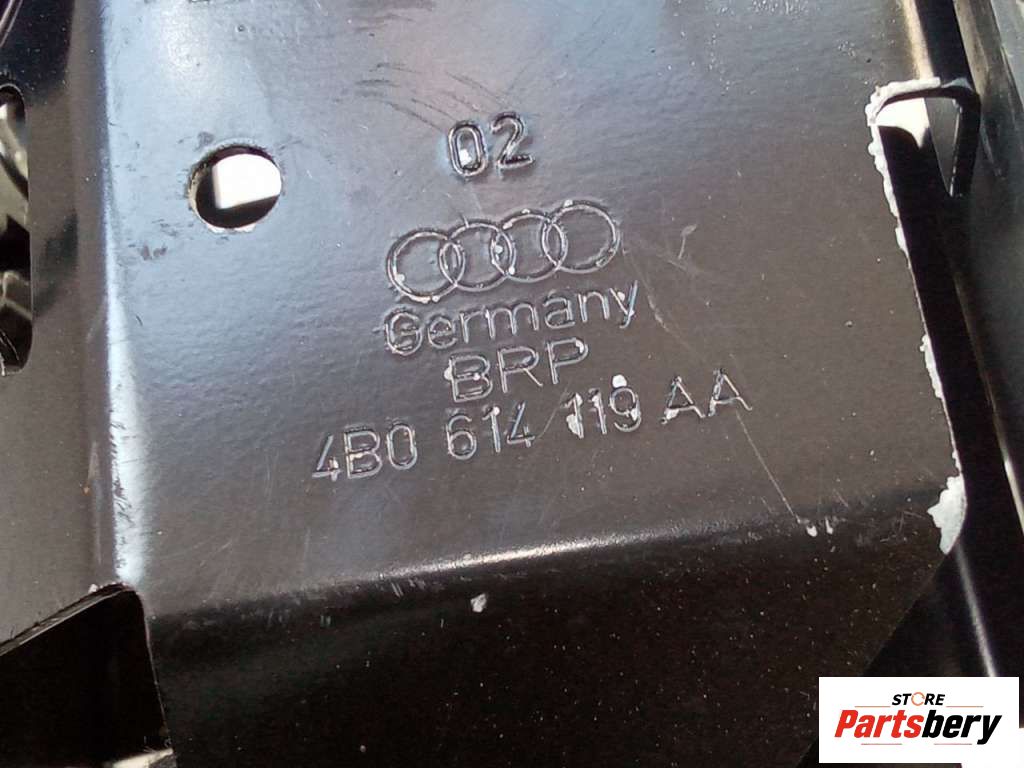 02
Germany
BRP
4B0 614 119 AA
STORE
Partsbery